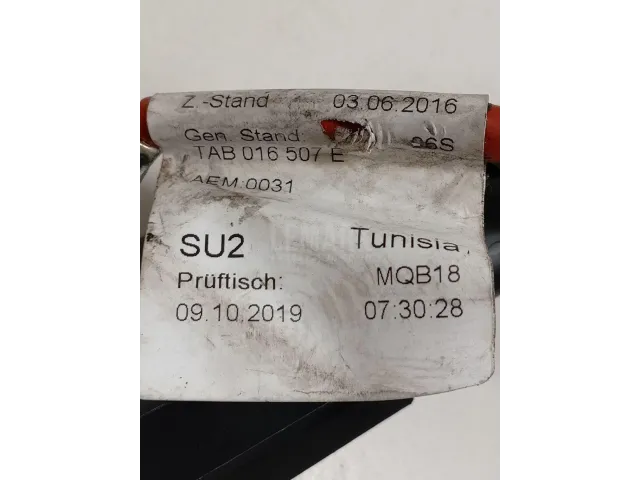 Z.-Stand 03.06.2016
Gen. Stand 96S
TAB 016 507 E
AEM:0031
SU2 Tunisia
Prüftisch: MQB18
09.10.2019 07:30:28